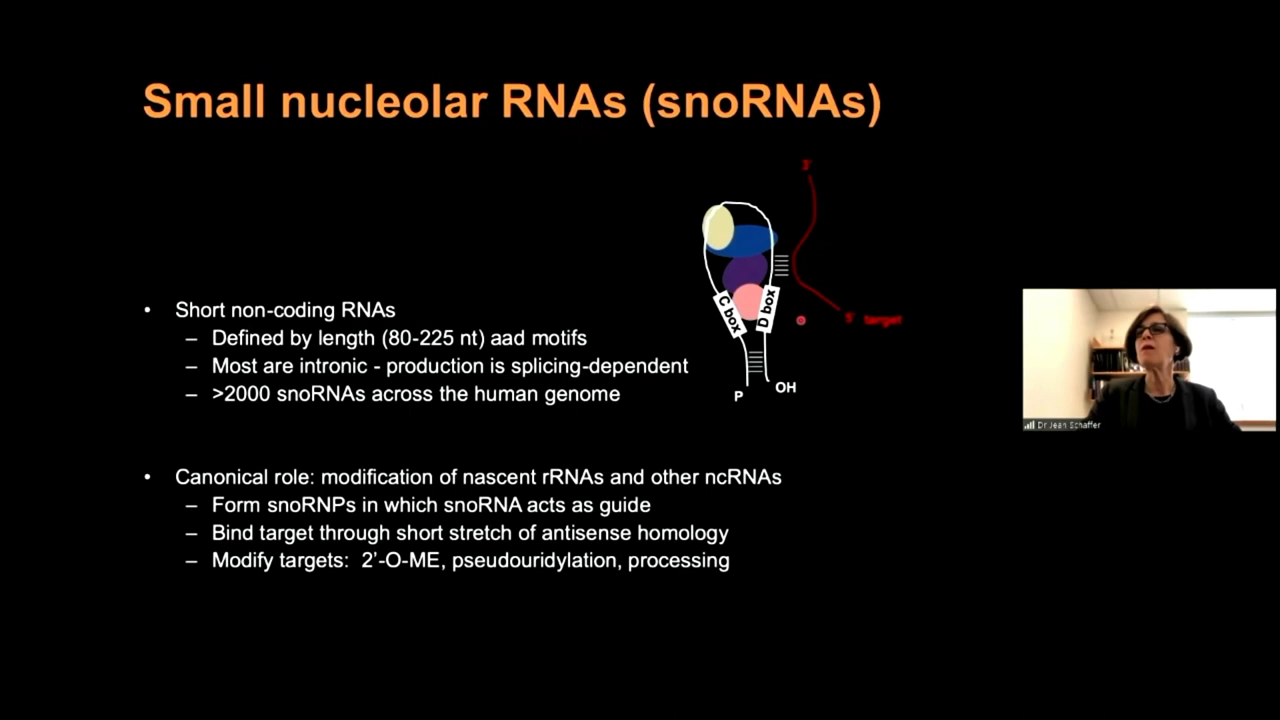 Small nucleolar RNAs (snoRNAs)
3'
C box
D box
5' target
P
OH
• Short non-coding RNAs
– Defined by length (80-225 nt) aad motifs
– Most are intronic - production is splicing-dependent
– >2000 snoRNAs across the human genome
• Canonical role: modification of nascent rRNAs and other ncRNAs
– Form snoRNPs in which snoRNA acts as guide
– Bind target through short stretch of antisense homology
– Modify targets: 2'-O-ME, pseudouridylation, processing
Dr Jean Schaffer